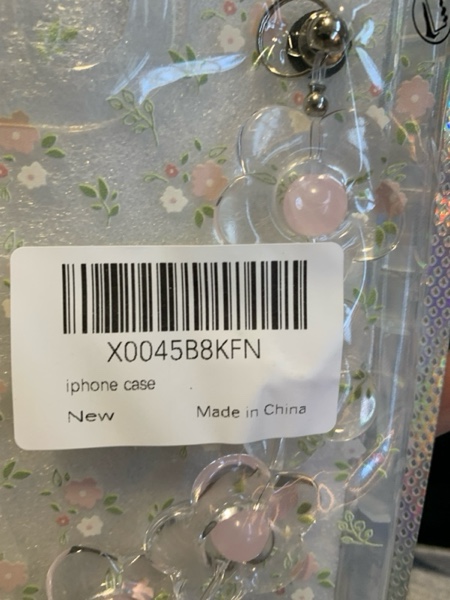 X0045B8KFN
iphone case
New
Made in China